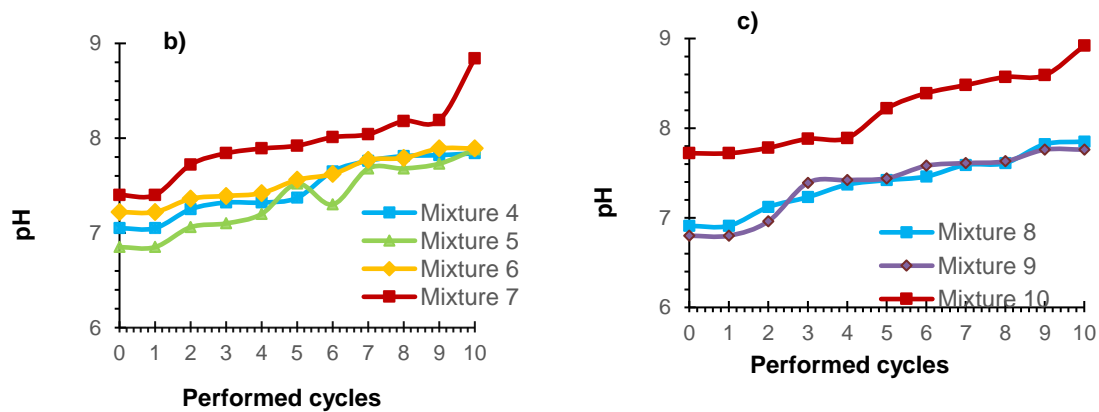 b)
9
8
7
6
pH
Mixture 4
Mixture 5
Mixture 6
Mixture 7
0 1 2 3 4 5 6 7 8 9 10
Performed cycles
c)
9
8
7
6
pH
Mixture 8
Mixture 9
Mixture 10
0 1 2 3 4 5 6 7 8 9 10
Performed cycles